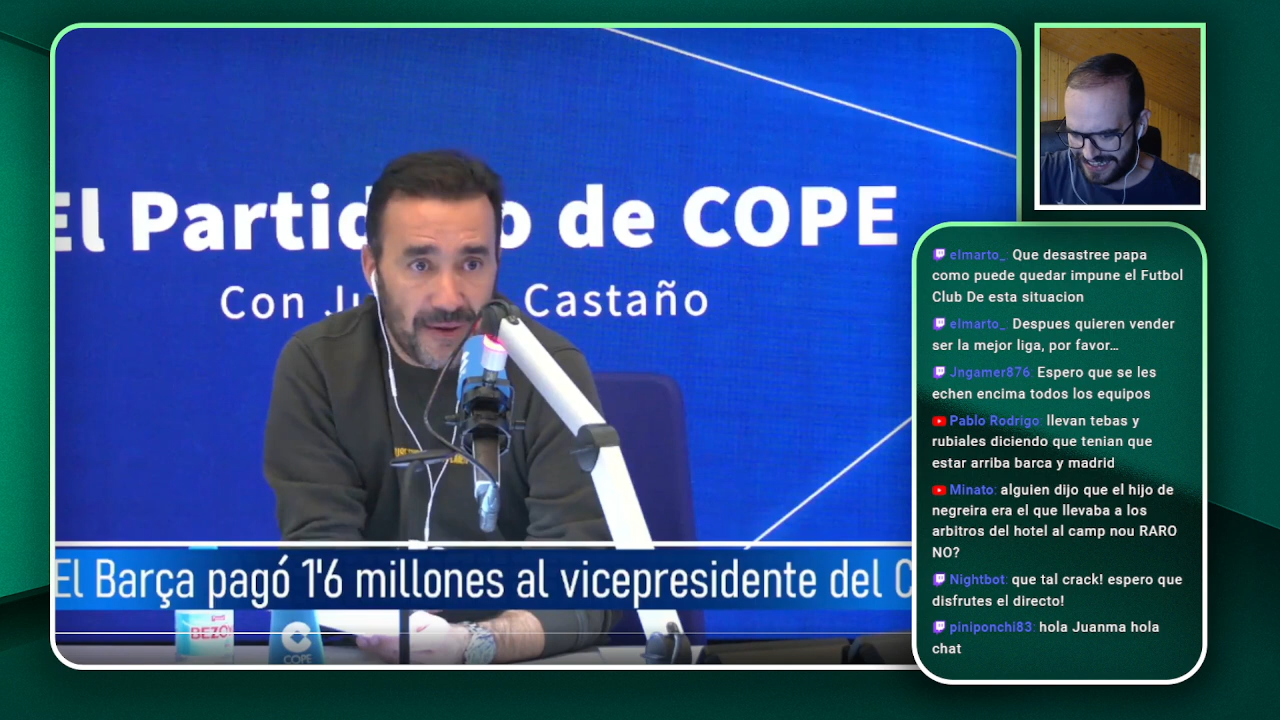 El Partid o de COPE
Con Ju Castaño
El Barça pagó 1'6 millones al vicepresidente del C
BEZO
COPE
elmarto_: Que desastree papa
como puede quedar impune el Futbol
Club De esta situacion
elmarto_: Despues quieren vender
ser la mejor liga, por favor...
Jngamer876: Espero que se les
echen encima todos los equipos
Pablo Rodrigo: llevan tebas y
rubiales diciendo que tenian que
estar arriba barca y madrid
Minato: alguien dijo que el hijo de
negreira era el que llevaba a los
arbitros del hotel al camp nou RARO
NO?
Nightbot: que tal crack! espero que
disfrutes el directo!
piniponchi83: hola Juanma hola
chat